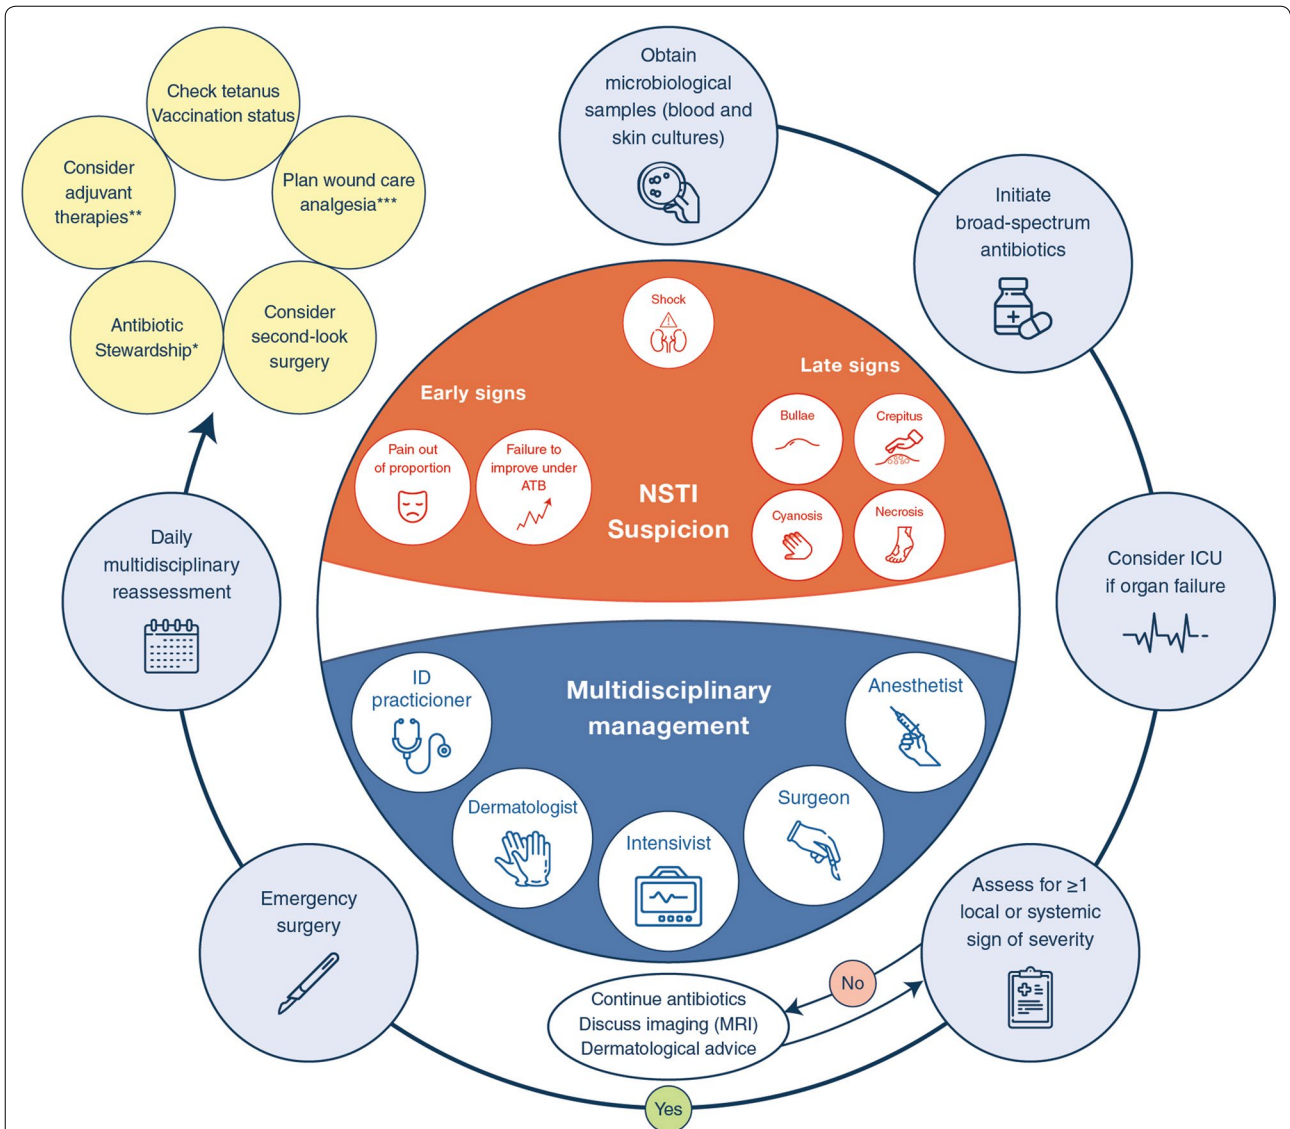 Check tetanus
Vaccination status
Consider
adjuvant
therapies**
Plan wound care
analgesia***
Antibiotic
Stewardship*
Consider
second-look
surgery
Obtain
microbiological
samples (blood and
skin cultures)
Initiate
broad-spectrum
antibiotics
Consider ICU
if organ failure
Assess for ≥1
local or systemic
sign of severity
No
Continue antibiotics
Discuss imaging (MRI)
Dermatological advice
Yes
Emergency
surgery
Daily
multidisciplinary
reassessment
Shock
Early signs
Pain out
of proportion
Failure to
improve under
ATB
Late signs
Bullae
Crepitus
Cyanosis
Necrosis
NSTI
Suspicion
Multidisciplinary
management
ID
practicioner
Dermatologist
Intensivist
Surgeon
Anesthetist